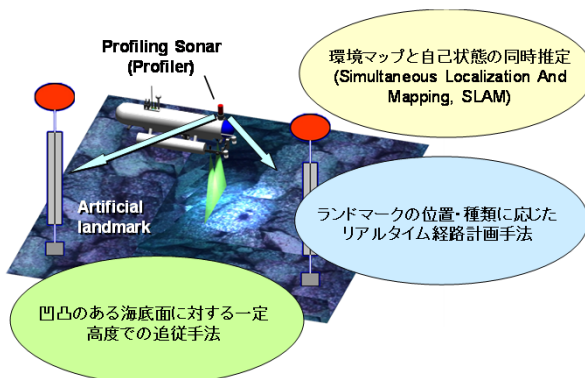 Profiling Sonar
(Profiler)
環境マップと自己状態の同時推定
(Simultaneous Localization And
Mapping, SLAM)
Artificial
landmark
ランドマークの位置・種類に応じた
リアルタイム経路計画手法
凹凸のある海底面に対する一定
高度での追従手法